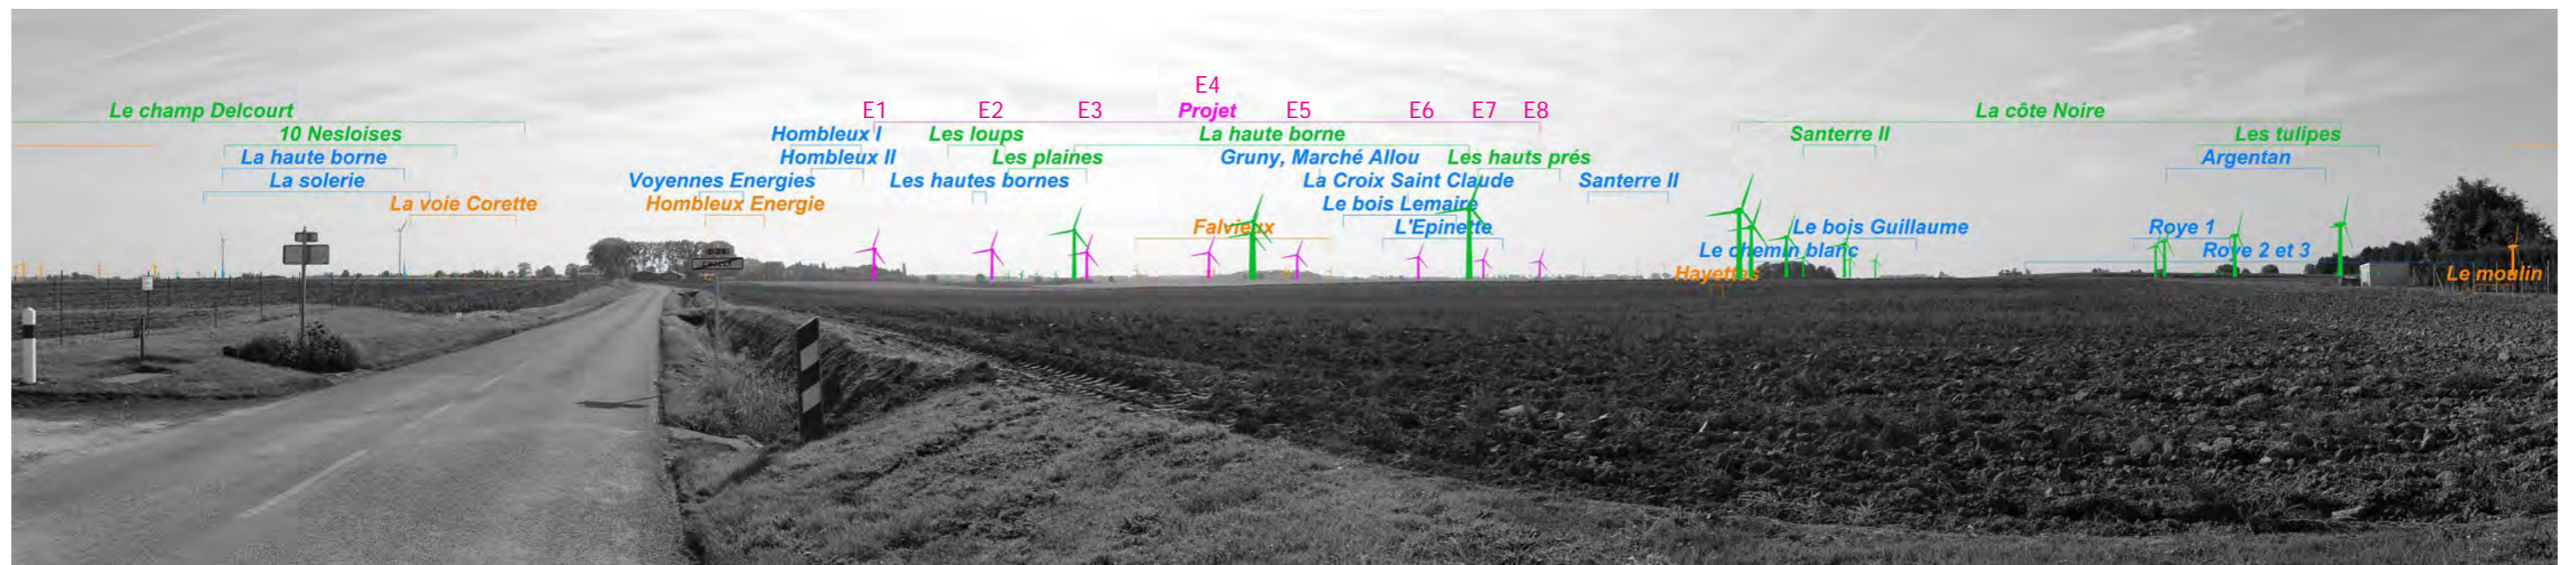 E4
Le champ Delcourt
E1
E2
E3
Projet
E5
E6
E7
E8
La côte Noire
10 Nesloises
Hombleux I
Les loups
La haute borne
Santerre II
Les tulipes
La haute borne
Hombleux II
Les plaines
Gruny, Marché Allou
Les hauts prés
Argentan
La solerie
Voyennes Energies
Les hautes bornes
La Croix Saint Claude
Santerre II
La voie Corette
Hombleux Energie
Le bois Lemaire
Falvieux
L'Epinette
Le bois Guillaume
Roye 1
Le chemin blanc
Roye 2 et 3
Hayettes
Le moulin